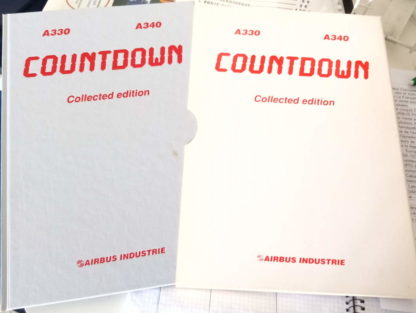 A330 A340
COUNTDOWN
Collected edition
AIRBUS INDUSTRIE
A330 A340
COUNTDOWN
Collected edition
AIRBUS INDUSTRIE